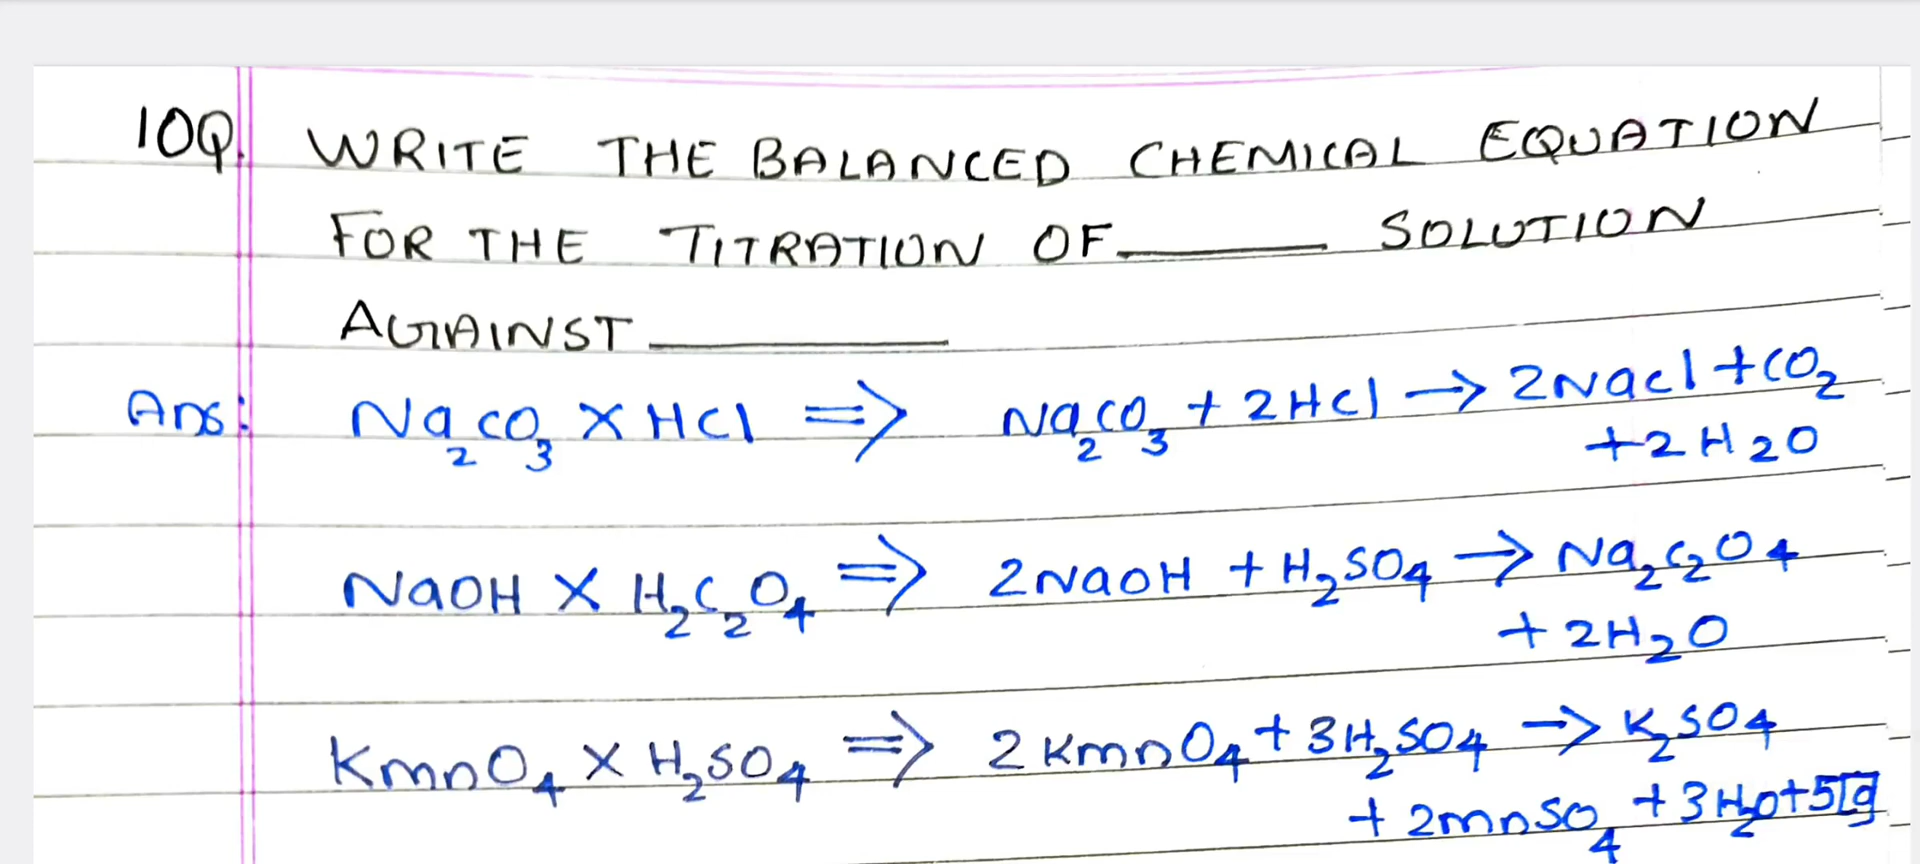 10Q. WRITE THE BALANCED CHEMICAL EQUATION
FOR THE TITRATION OF ______ SOLUTION
AGAINST ______
Ans: Na₂CO₃ X HCl ⇒ Na₂CO₃ + 2HCl → 2NaCl + CO₂
+ 2H₂O
NaOH X H₂C₂O₄ ⇒ 2NaOH + H₂SO₄ → Na₂C₂O₄
+ 2H₂O
KmnO₄ X H₂SO₄ ⇒ 2KmnO₄ + 3H₂SO₄ → K₂SO₄
+ 2mnSO₄ + 3H₂O + 5[O]